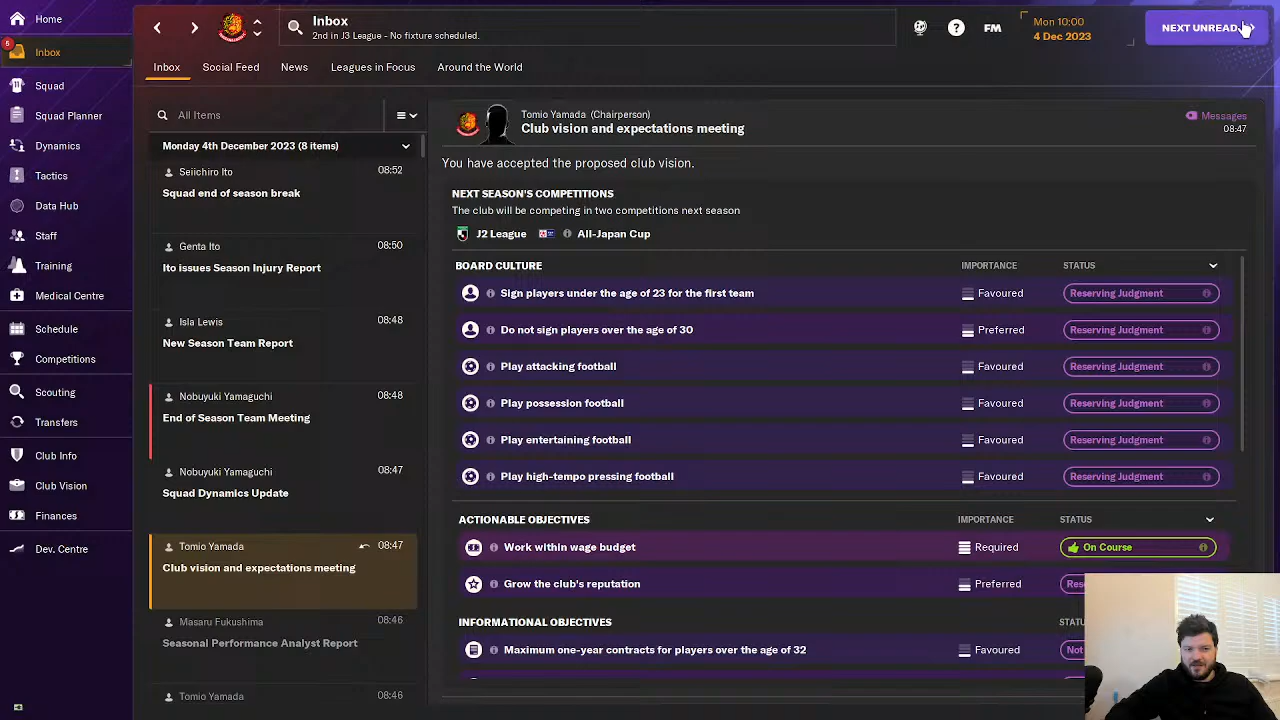 Home
Inbox
2nd in J3 League - No fixture scheduled.
FM
Mon 10:00
4 Dec 2023
NEXT UNREAD
5
Inbox
Inbox
Social Feed
News
Leagues in Focus
Around the World
Squad
Squad Planner
Dynamics
Tactics
Data Hub
Staff
Training
Medical Centre
Schedule
Competitions
Scouting
Transfers
Club Info
Club Vision
Finances
Dev. Centre
All Items
Monday 4th December 2023 (8 items)
Seiichiro Ito
08:52
Squad end of season break
Genta Ito
08:50
Ito issues Season Injury Report
Isla Lewis
08:48
New Season Team Report
Nobuyuki Yamaguchi
08:48
End of Season Team Meeting
Nobuyuki Yamaguchi
08:47
Squad Dynamics Update
Tomio Yamada
08:47
Club vision and expectations meeting
Masaru Fukushima
08:46
Seasonal Performance Analyst Report
Tomio Yamada
08:46
Tomio Yamada (Chairperson)
Club vision and expectations meeting
Messages
08:47
You have accepted the proposed club vision.
NEXT SEASON'S COMPETITIONS
The club will be competing in two competitions next season
J2 League
All-Japan Cup
BOARD CULTURE IMPORTANCE STATUS
Sign players under the age of 23 for the first team Favoured Reserving Judgment
Do not sign players over the age of 30 Preferred Reserving Judgment
Play attacking football Favoured Reserving Judgment
Play possession football Favoured Reserving Judgment
Play entertaining football Favoured Reserving Judgment
Play high-tempo pressing football Favoured Reserving Judgment
ACTIONABLE OBJECTIVES IMPORTANCE STATUS
Work within wage budget Required On Course
Grow the club's reputation Preferred
INFORMATIONAL OBJECTIVES IMPORTANCE
one-year contracts for players over the age of 32 Favoured Not